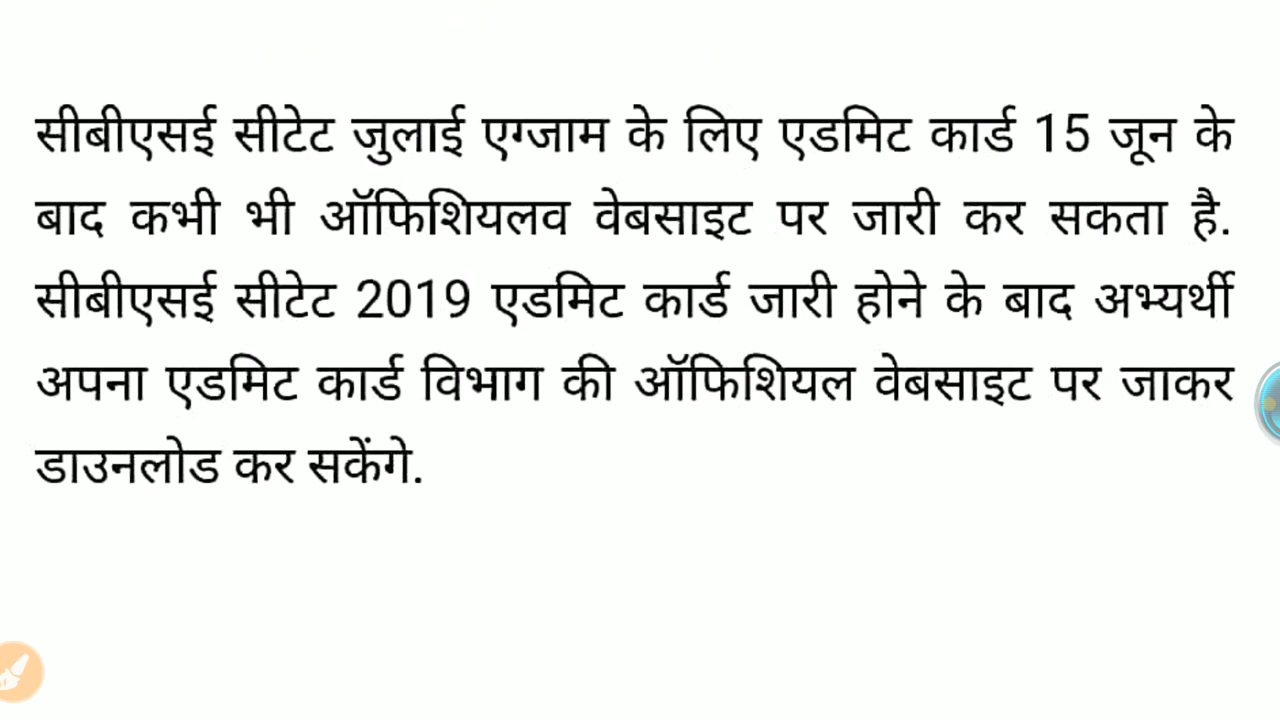 सीबीएसई सीटेट जुलाई एग्जाम के लिए एडमिट कार्ड 15 जून के
बाद कभी भी ऑफिशियलव वेबसाइट पर जारी कर सकता है.
सीबीएसई सीटेट 2019 एडमिट कार्ड जारी होने के बाद अभ्यर्थी
अपना एडमिट कार्ड विभाग की ऑफिशियल वेबसाइट पर जाकर
डाउनलोड कर सकेंगे.